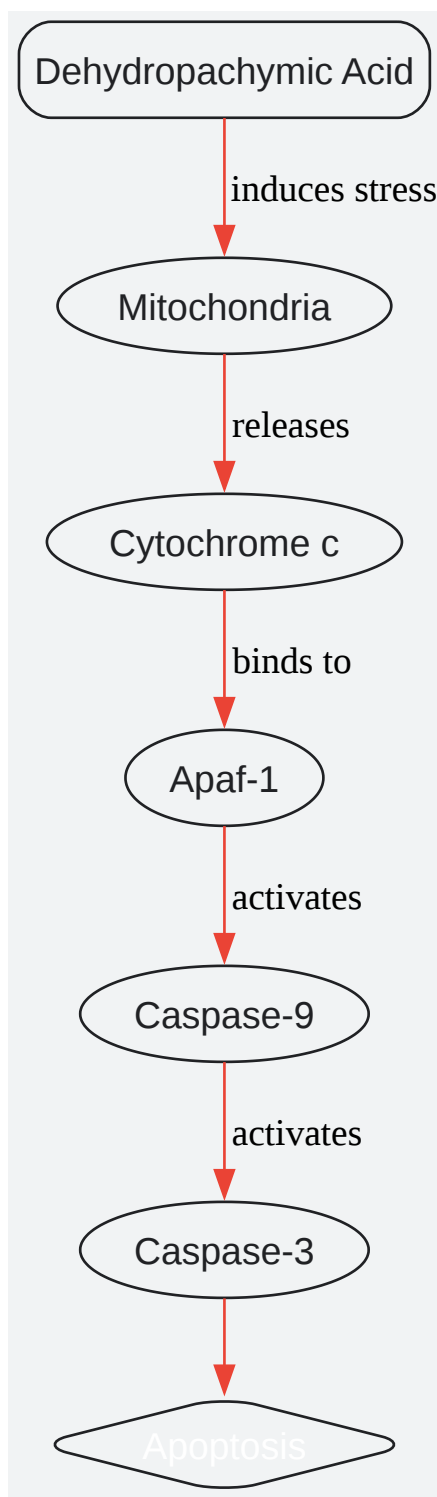 Dehydropachymic Acid
induces stress
Mitochondria
releases
Cytochrome c
binds to
Apaf-1
activates
Caspase-9
activates
Caspase-3
Apoptosis